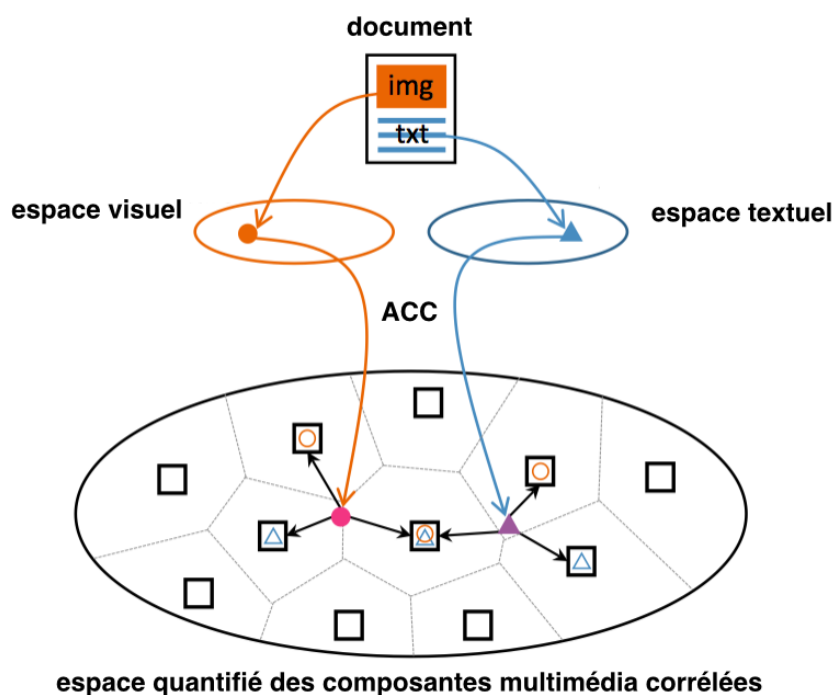 document
img
txt
espace visuel
espace textuel
ACC
espace quantifié des composantes multimédia corrélées